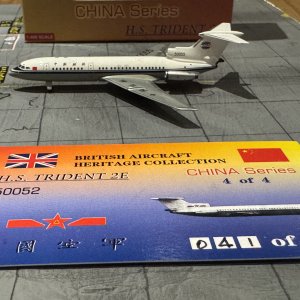 CHINA Series
H.S. TRIDENT
BRITISH AIRCRAFT
HERITAGE COLLECTION
H.S. TRIDENT 2E
CHINA Series
50052
4 of 4
041 of